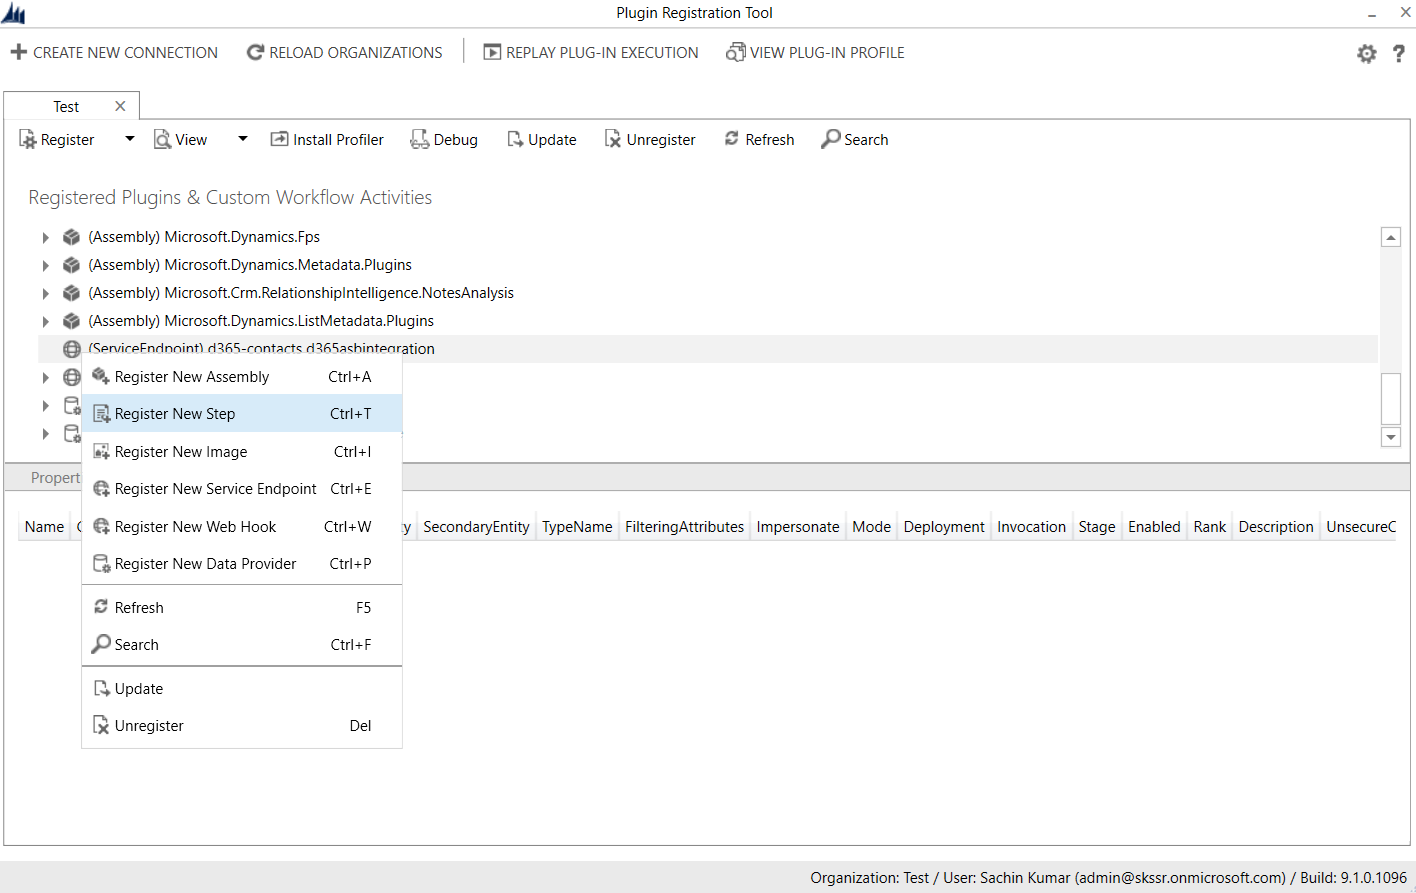 Plugin Registration Tool
CREATE NEW CONNECTION RELOAD ORGANIZATIONS REPLAY PLUG-IN EXECUTION VIEW PLUG-IN PROFILE
Test
Register View Install Profiler Debug Update Unregister Refresh Search
Registered Plugins & Custom Workflow Activities
(Assembly) Microsoft.Dynamics.Fps
(Assembly) Microsoft.Dynamics.Metadata.Plugins
(Assembly) Microsoft.Crm.RelationshipIntelligence.NotesAnalysis
(Assembly) Microsoft.Dynamics.ListMetadata.Plugins
(ServiceEndpoint) d365-contacts d365asbintegration
Register New Assembly Ctrl+A
Register New Step Ctrl+T
Register New Image Ctrl+I
Propert
Register New Service Endpoint Ctrl+E
Name SecondaryEntity TypeName FilteringAttributes Impersonate Mode Deployment Invocation Stage Enabled Rank Description UnsecureC
Register New Web Hook Ctrl+W
Register New Data Provider Ctrl+P
Refresh F5
Search Ctrl+F
Update
Unregister Del
Organization: Test / User: Sachin Kumar (admin@skssr.onmicrosoft.com) / Build: 9.1.0.1096